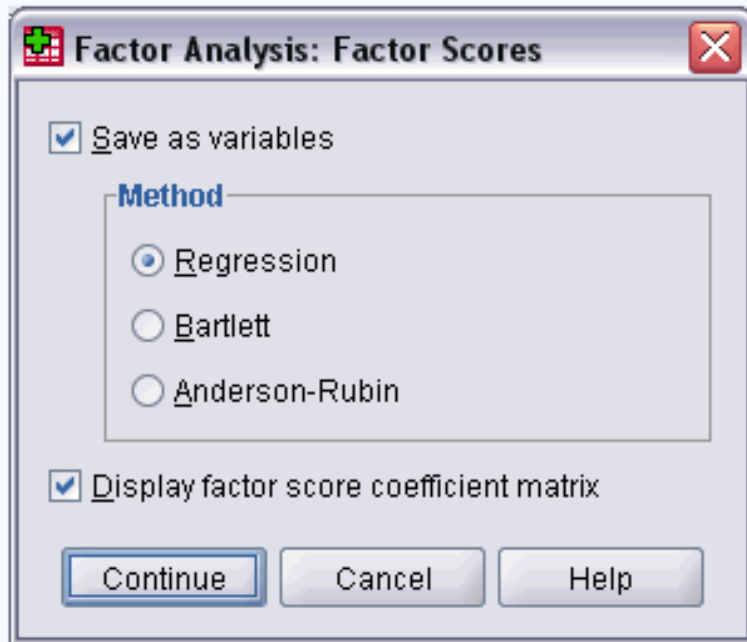 Factor Analysis: Factor Scores
Save as variables
Method
Regression
Bartlett
Anderson-Rubin
Display factor score coefficient matrix
Continue Cancel Help